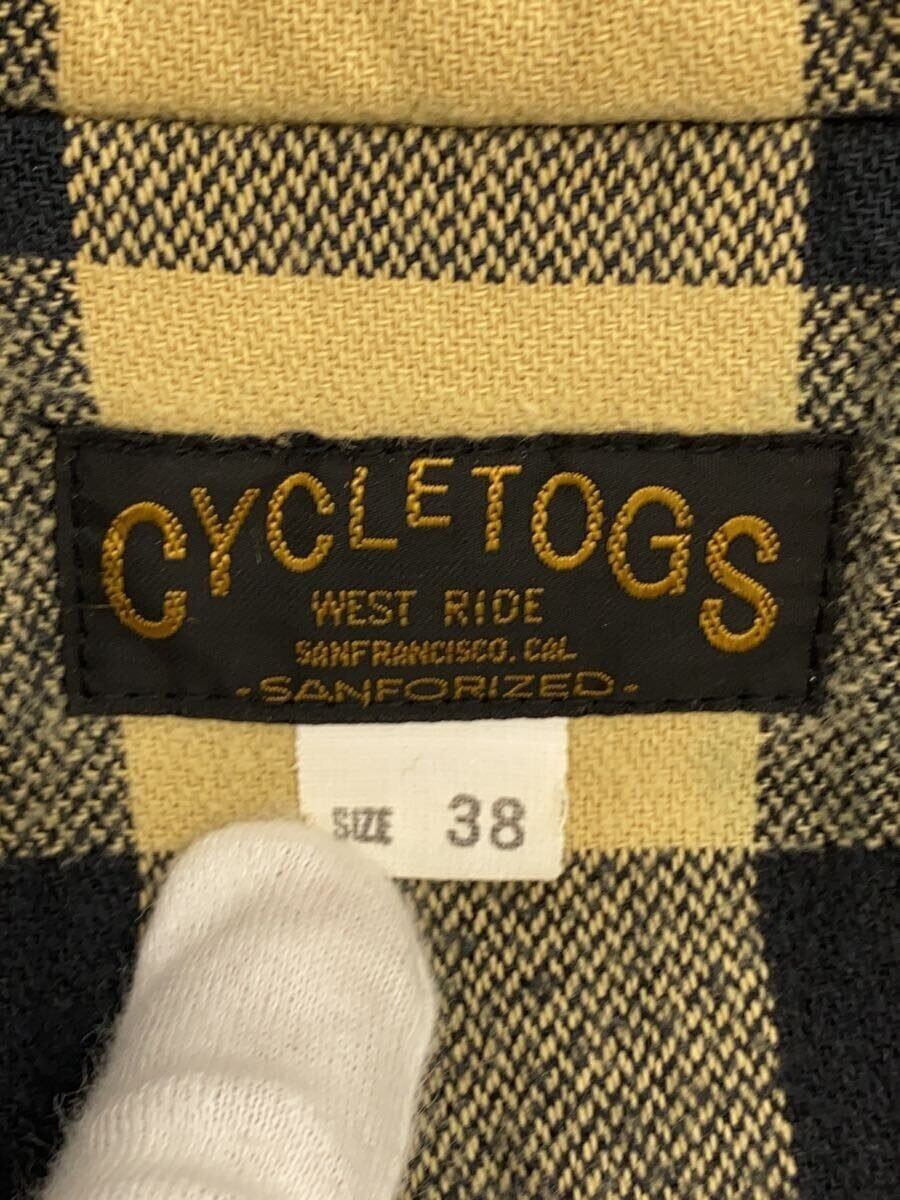 CYCLETOGS
WEST RIDE
SANFRANCISCO. CAL
-SANFORIZED-
SIZE 38